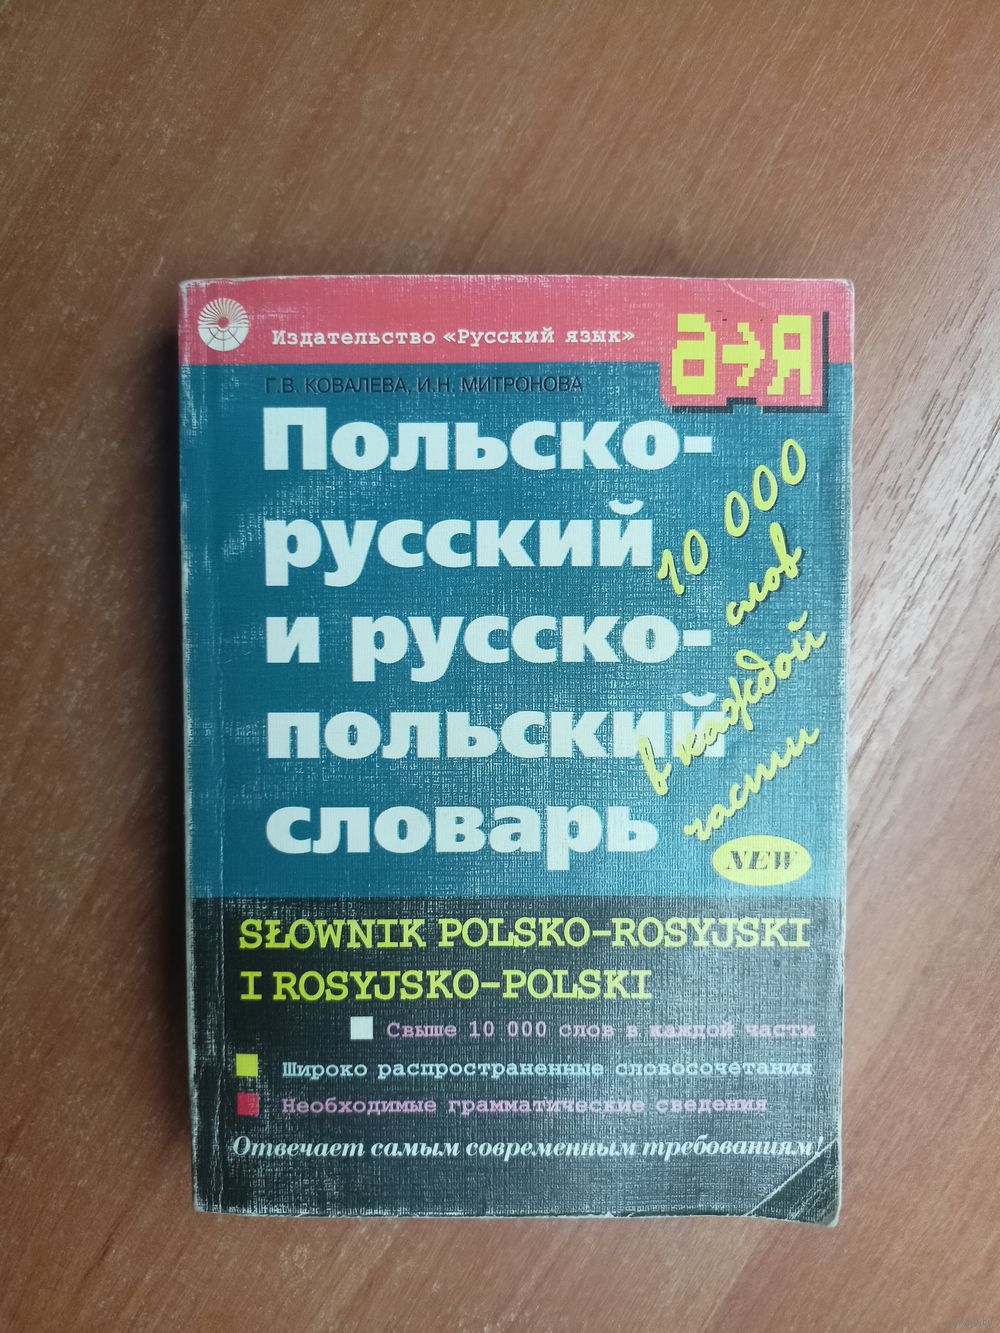 Издательство «Русский язык»
а→я
Г.В. КОВАЛЕВА, И.Н. МИТРОНОВА
Польско-
русский
и русско-
польский
словарь
10 000
слов
в каждой
части
NEW
SŁOWNIK POLSKO-ROSYJSKI
I ROSYJSKO-POLSKI
Свыше 10 000 слов в каждой части
Широко распространенные словосочетания
Необходимые грамматические сведения
Отвечает самым современным требованиям!